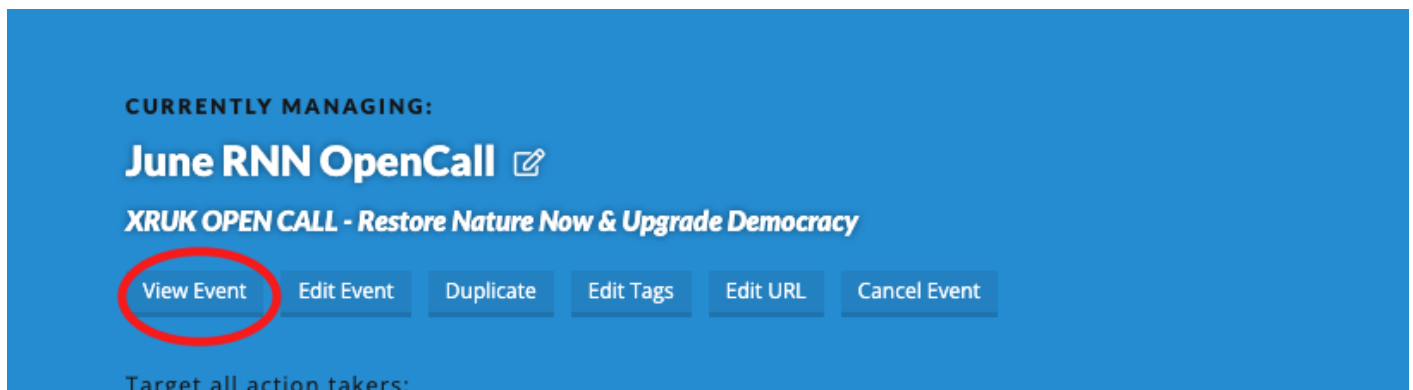 CURRENTLY MANAGING:
June RNN OpenCall
XRUK OPEN CALL - Restore Nature Now & Upgrade Democracy
View Event Edit Event Duplicate Edit Tags Edit URL Cancel Event
Target all action takers: